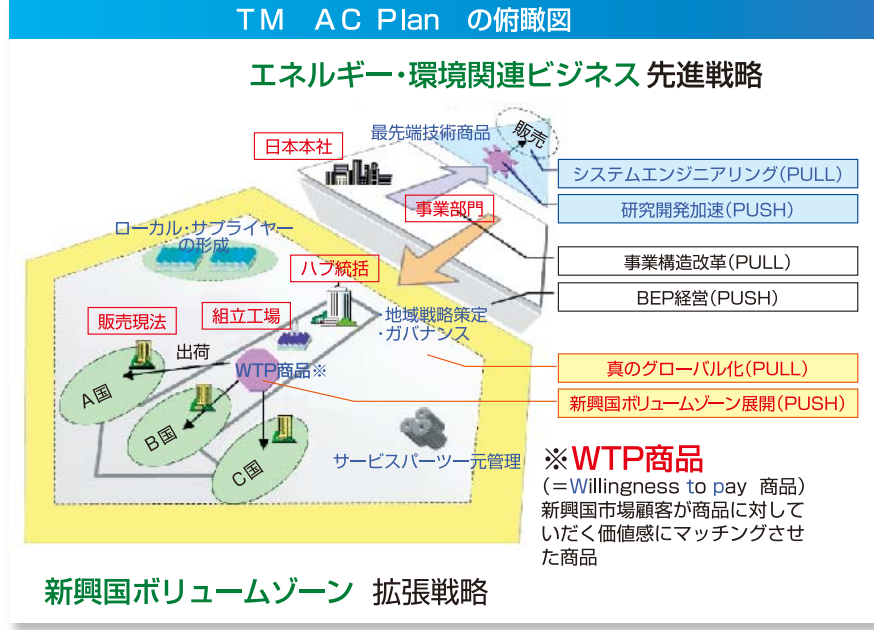 TM AC Plan の俯瞰図
エネルギー・環境関連ビジネス 先進戦略
最先端技術商品
販売
日本本社
システムエンジニアリング(PULL)
事業部門
研究開発加速(PUSH)
ローカル・サプライヤー
の形成
ハブ統括
事業構造改革(PULL)
BEP経営(PUSH)
販売現法
組立工場
・地域戦略策定
・ガバナンス
出荷
WTP商品※
真のグローバル化(PULL)
A国
新興国ボリュームゾーン展開(PUSH)
B国
C国
サービスパーツ一元管理
※WTP商品
(=Willingness to pay 商品)
新興国市場顧客が商品に対して
いだく価値感にマッチングさせ
た商品
新興国ボリュームゾーン 拡張戦略